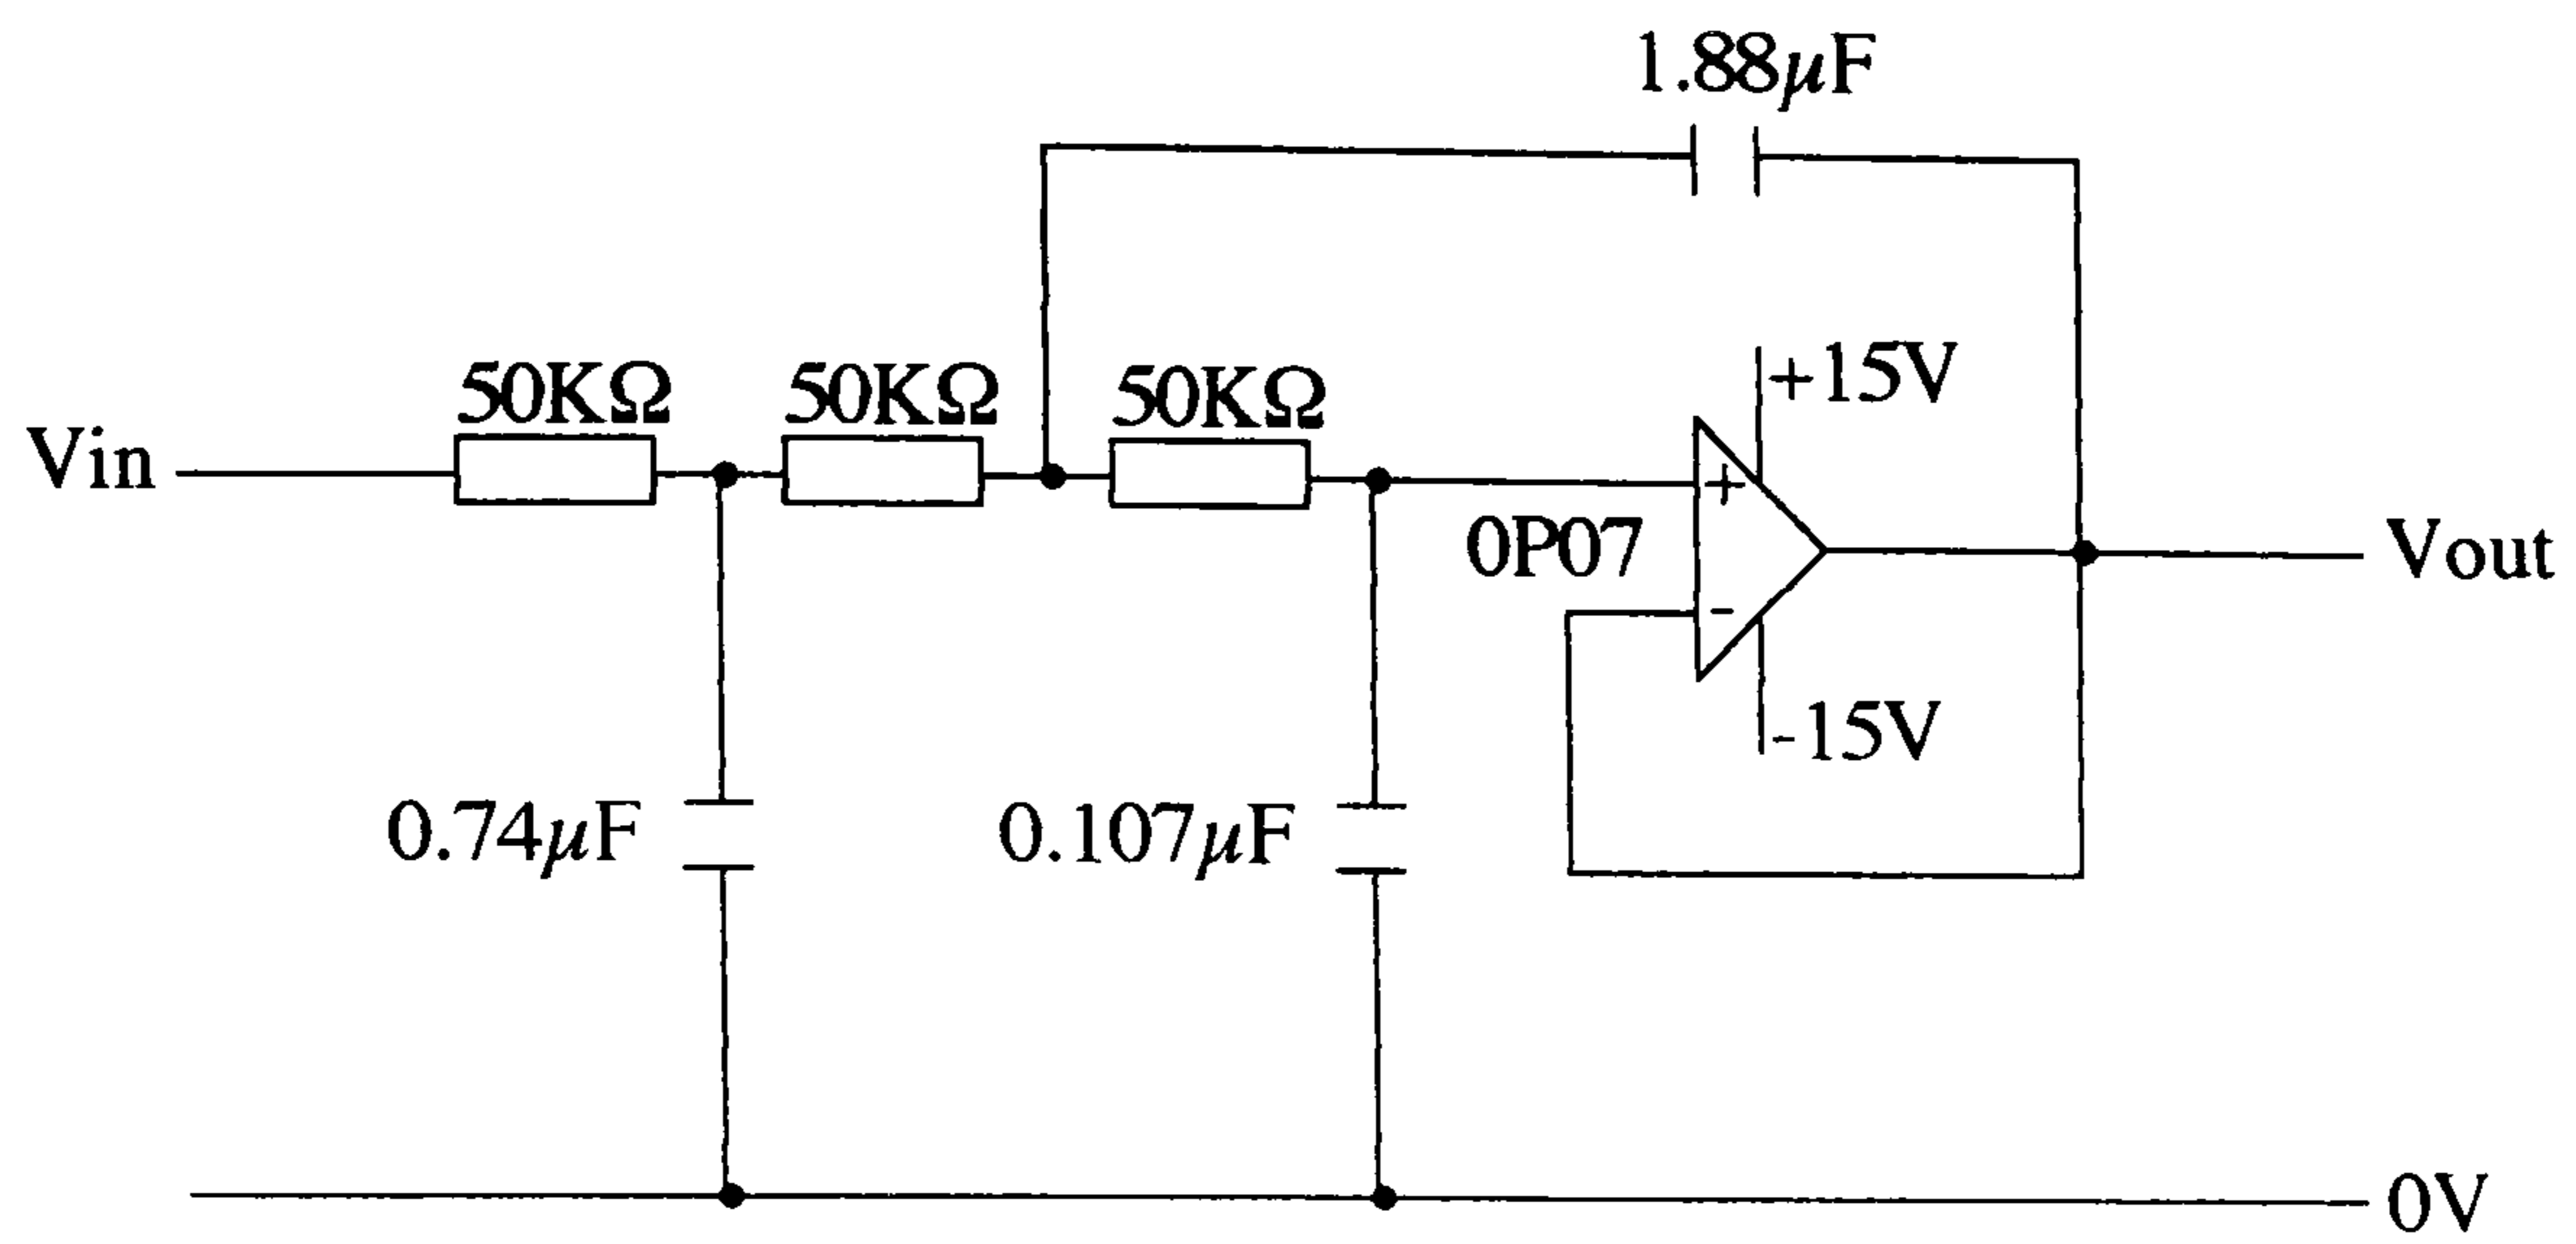 1.88µF
50KΩ 50KΩ 50KΩ
+15V
Vin
+
0P07
Vout
-
-15V
0.74µF
0.107µF
0V